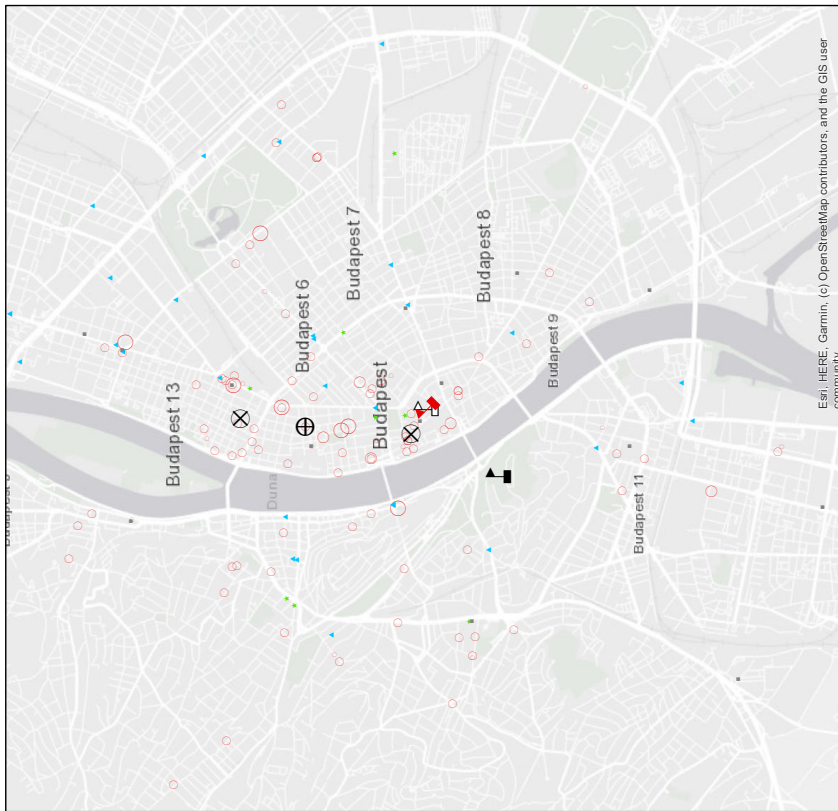 Budapest 7
Budapest 8
Budapest 6
Budapest 9
Budapest
Budapest 13
Duna
Budapest 11
Esri, HERE, Garmin, (c) OpenStreetMap contributors, and the GIS user
community